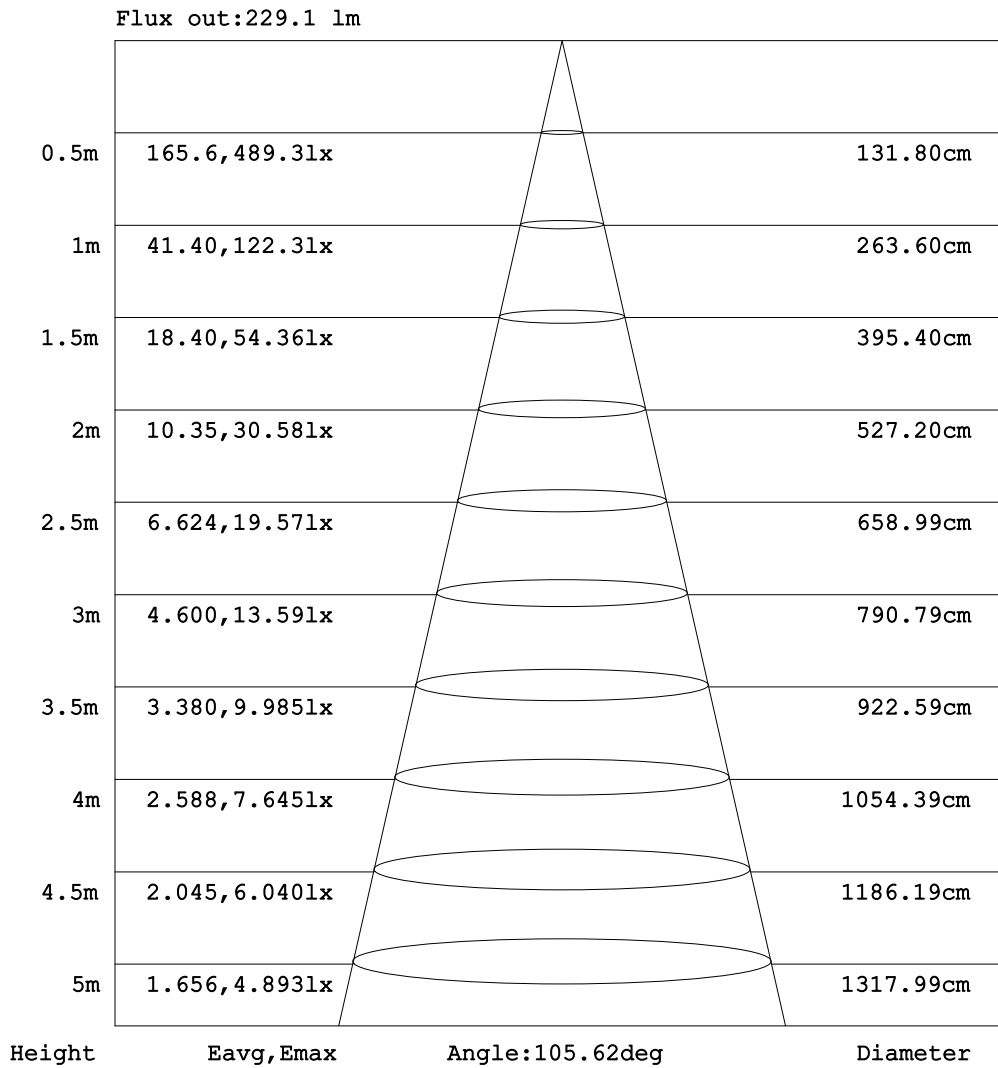 Flux out:229.1 lm
0.5m 165.6,489.3lx 131.80cm
1m 41.40,122.3lx 263.60cm
1.5m 18.40,54.36lx 395.40cm
2m 10.35,30.58lx 527.20cm
2.5m 6.624,19.57lx 658.99cm
3m 4.600,13.59lx 790.79cm
3.5m 3.380,9.985lx 922.59cm
4m 2.588,7.645lx 1054.39cm
4.5m 2.045,6.040lx 1186.19cm
5m 1.656,4.893lx 1317.99cm
Height Eavg,Emax Angle:105.62deg Diameter